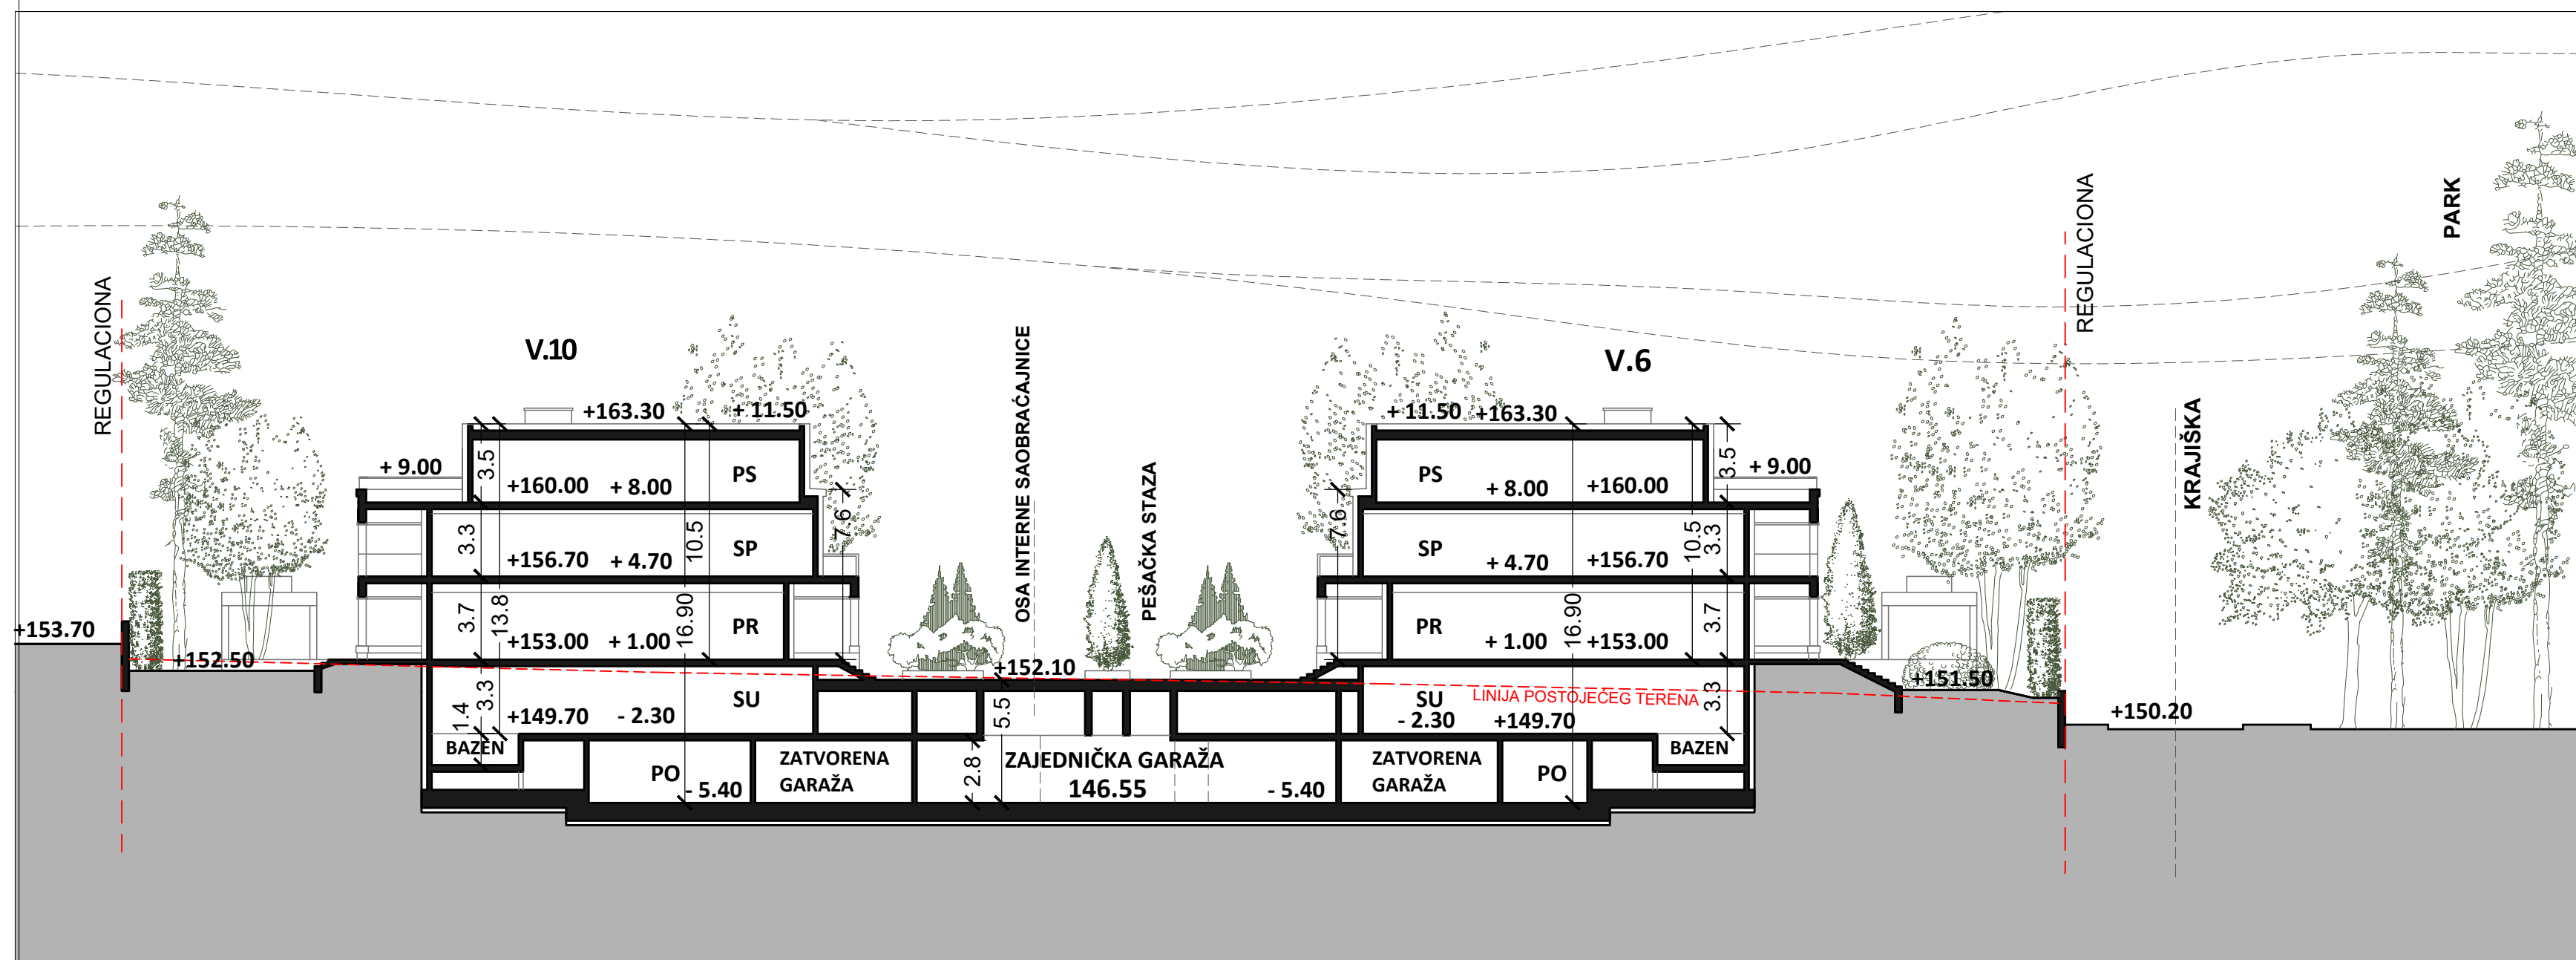 REGULACIONA
V.10
OSA INTERNE SAOBRAĆAJNICE
PEŠAČKA STAZA
V.6
REGULACIONA
PARK
KRAJIŠKA
+163.30
+ 11.50
+ 11.50
+163.30
+ 9.00
3.5
PS
PS
3.5
+ 9.00
+160.00
+ 8.00
+ 8.00
+160.00
3.3
10.5
7.6
7.6
10.5
3.3
SP
SP
+156.70
+ 4.70
+ 4.70
+156.70
3.7
13.8
16.90
PR
PR
16.90
3.7
+153.00
+ 1.00
+ 1.00
+153.00
+153.70
+152.50
+152.10
+151.50
LINIJA POSTOJEĆEG TERENA
SU
SU
1.4
3.3
5.5
3.3
+149.70
- 2.30
- 2.30
+149.70
+150.20
BAZEN
BAZEN
PO
- 5.40
ZATVORENA
GARAŽA
2.8
ZAJEDNIČKA GARAŽA
146.55
- 5.40
ZATVORENA
GARAŽA
PO